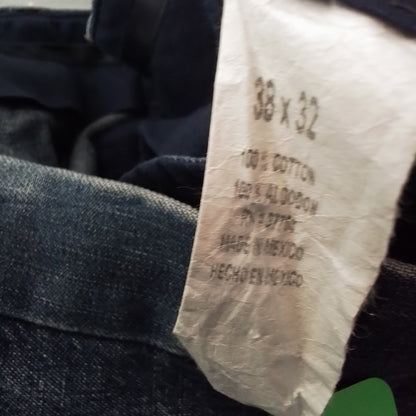 38 x 32
100% COTTON
100% ALGODON
MADE IN MEXICO
HECHO EN MEXICO